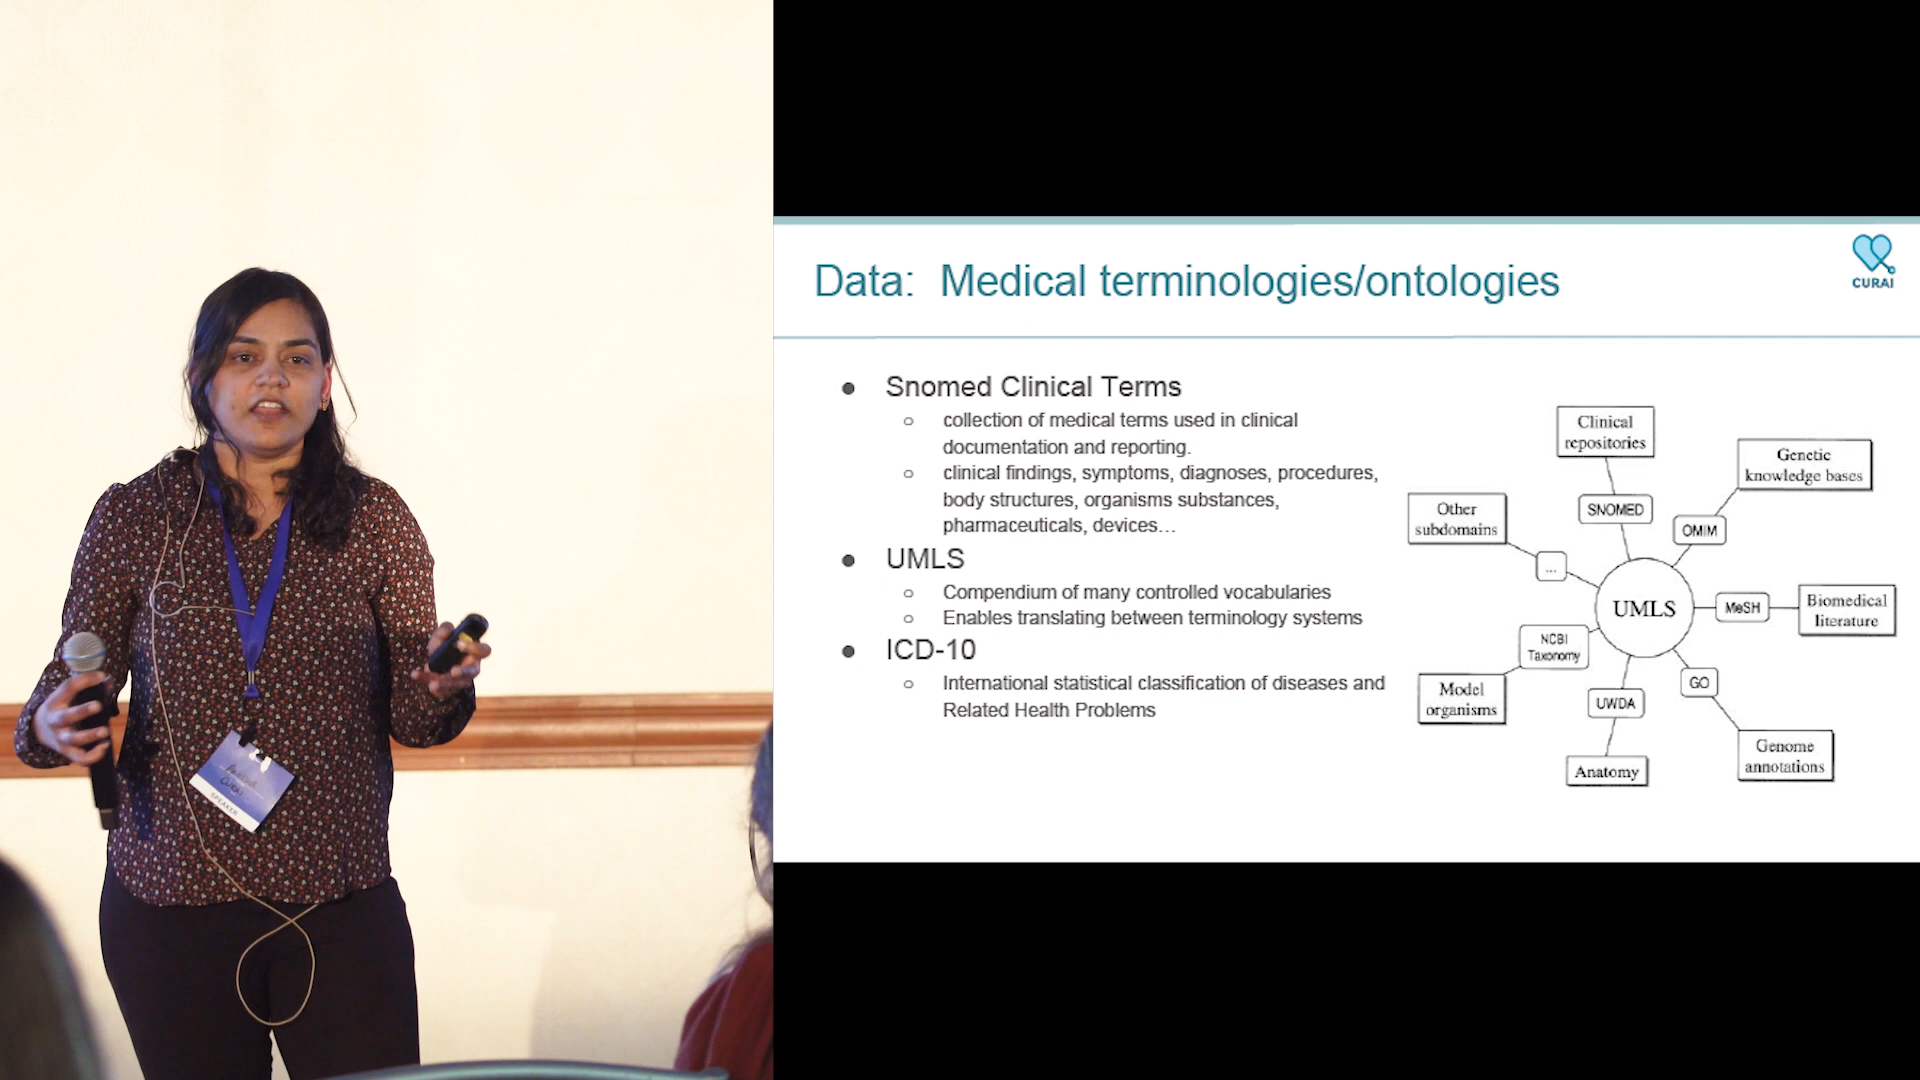 CURAI
SPEAKER
Data: Medical terminologies/ontologies
CURAI
● Snomed Clinical Terms
○ collection of medical terms used in clinical
documentation and reporting.
○ clinical findings, symptoms, diagnoses, procedures,
body structures, organisms substances,
pharmaceuticals, devices…
● UMLS
○ Compendium of many controlled vocabularies
○ Enables translating between terminology systems
● ICD-10
○ International statistical classification of diseases and
Related Health Problems
Clinical
repositories
Genetic
knowledge bases
Other
subdomains
SNOMED
OMIM
...
UMLS
MeSH
Biomedical
literature
NCBI
Taxonomy
Model
organisms
GO
UWDA
Genome
annotations
Anatomy